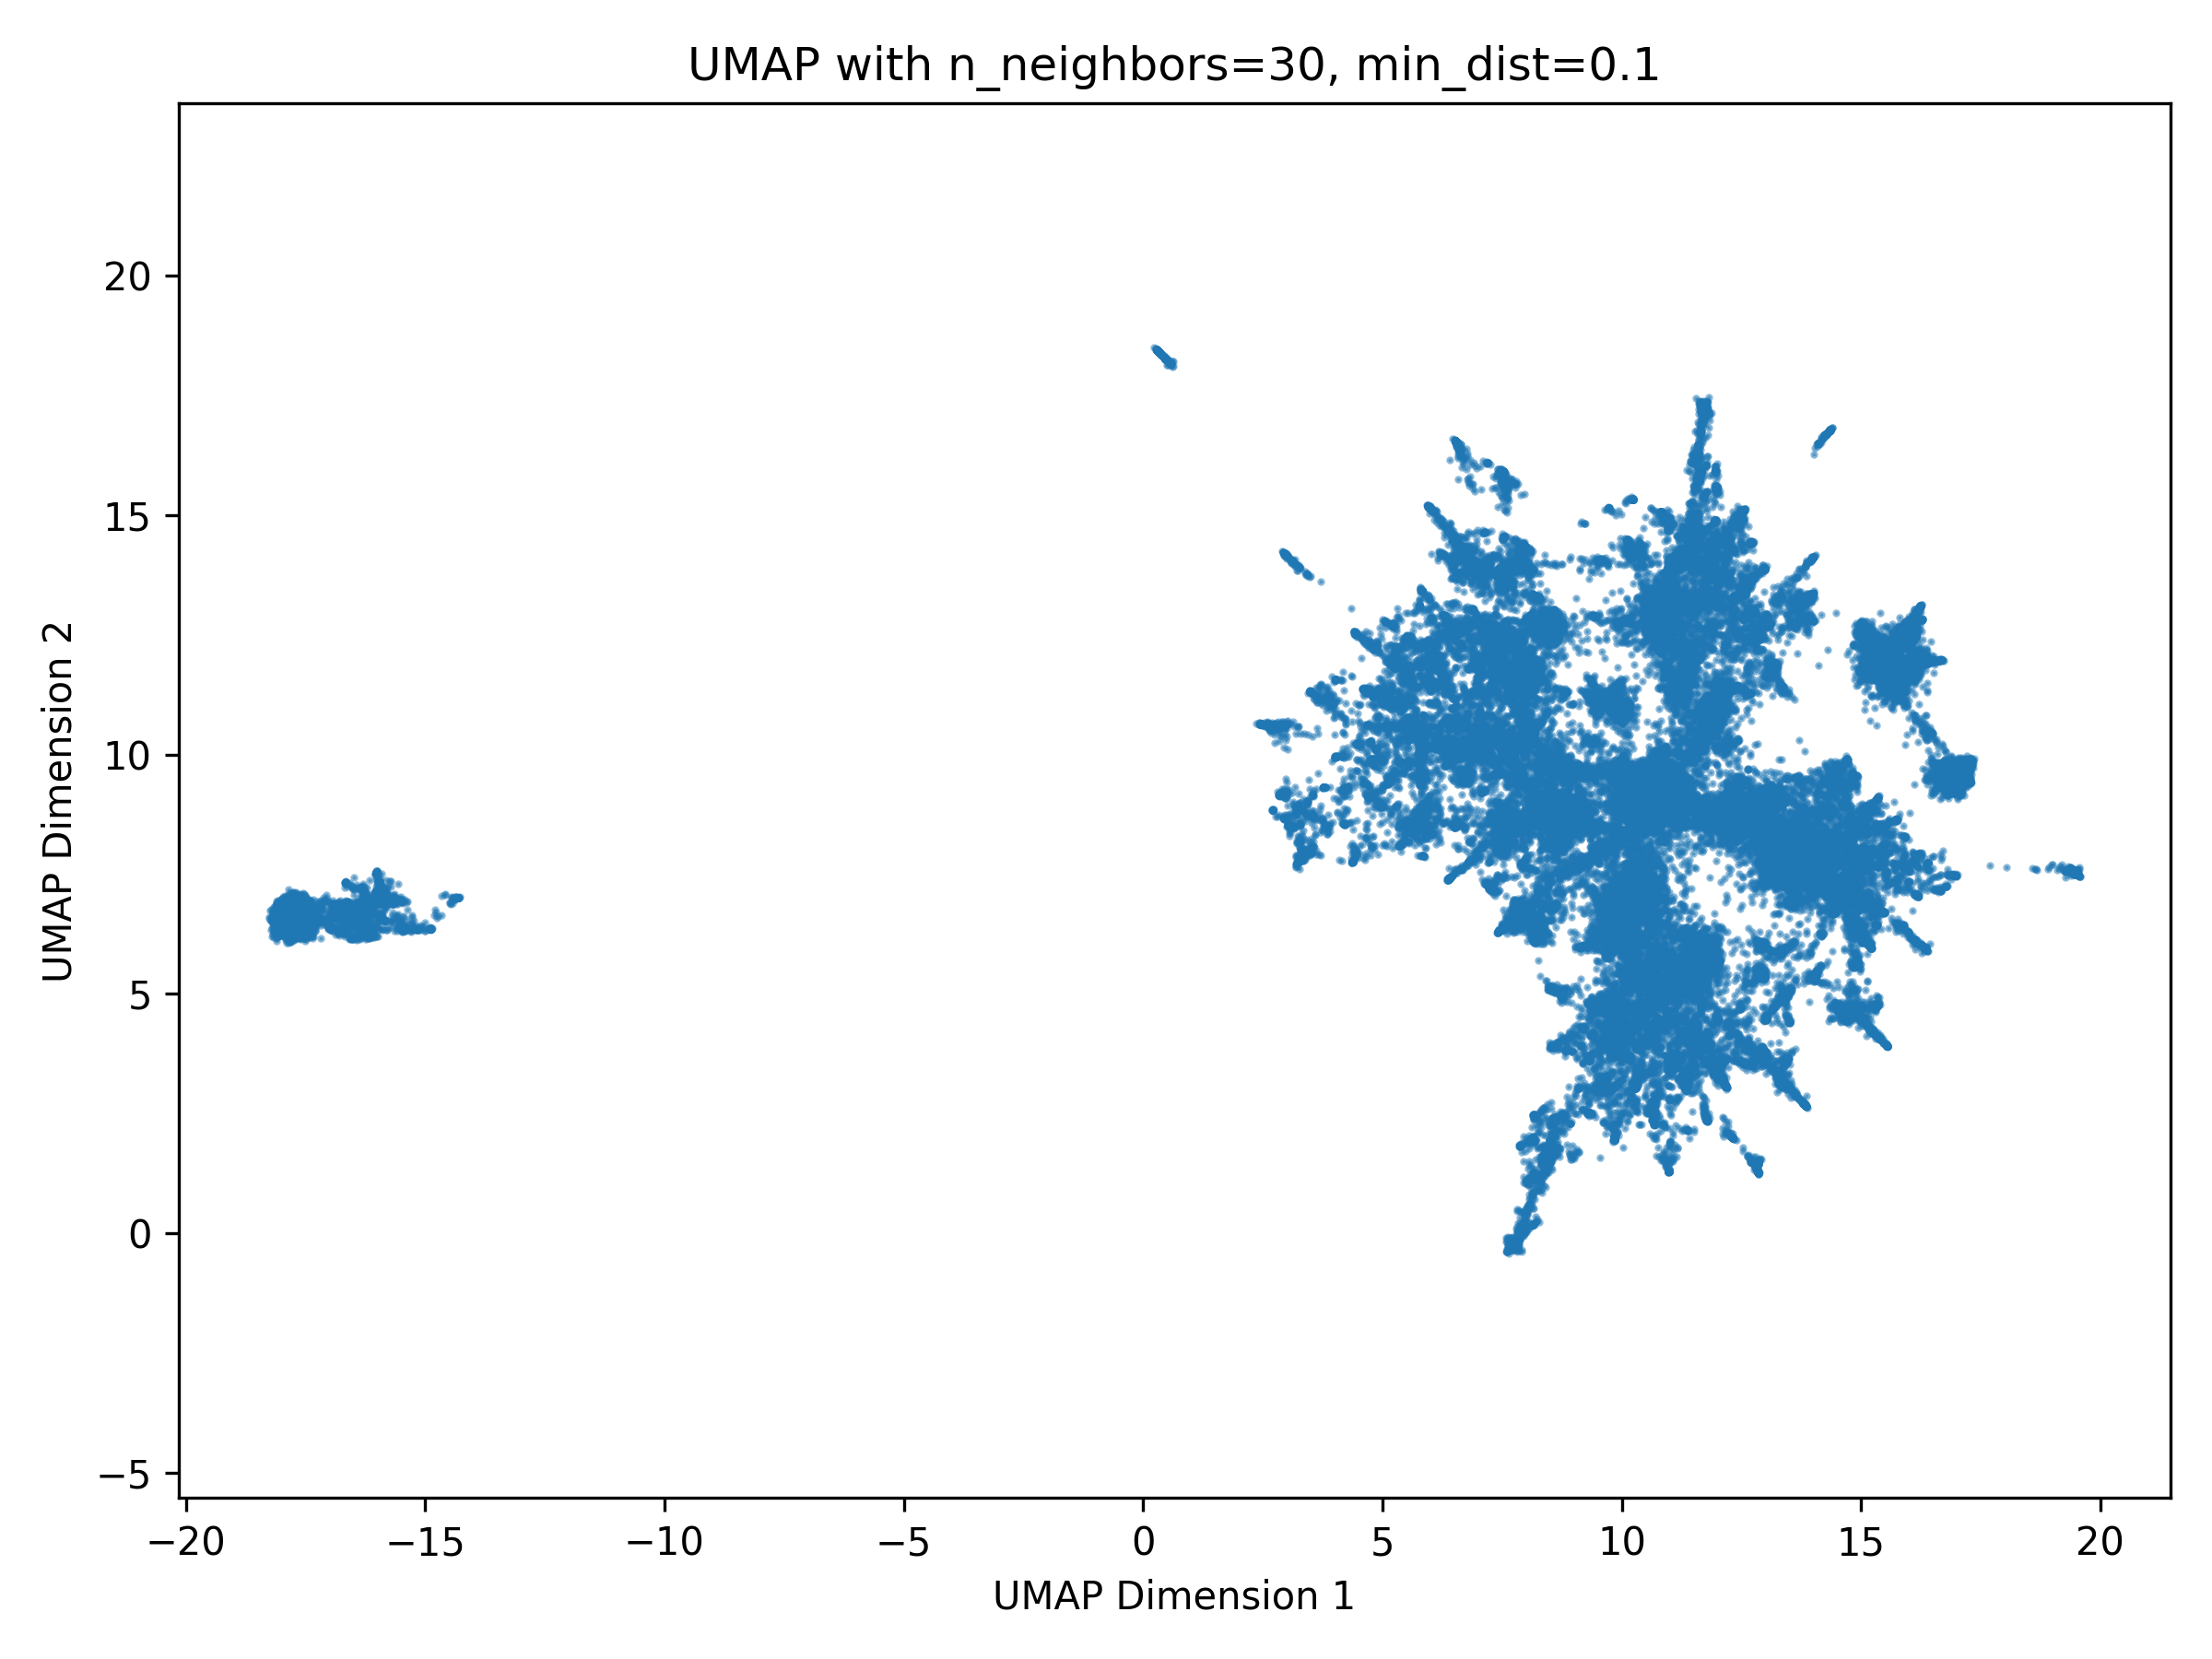 UMAP with n_neighbors=30, min_dist=0.1
UMAP Dimension 2
20
15
10
5
0
−5
−20 −15 −10 −5 0 5 10 15 20
UMAP Dimension 1